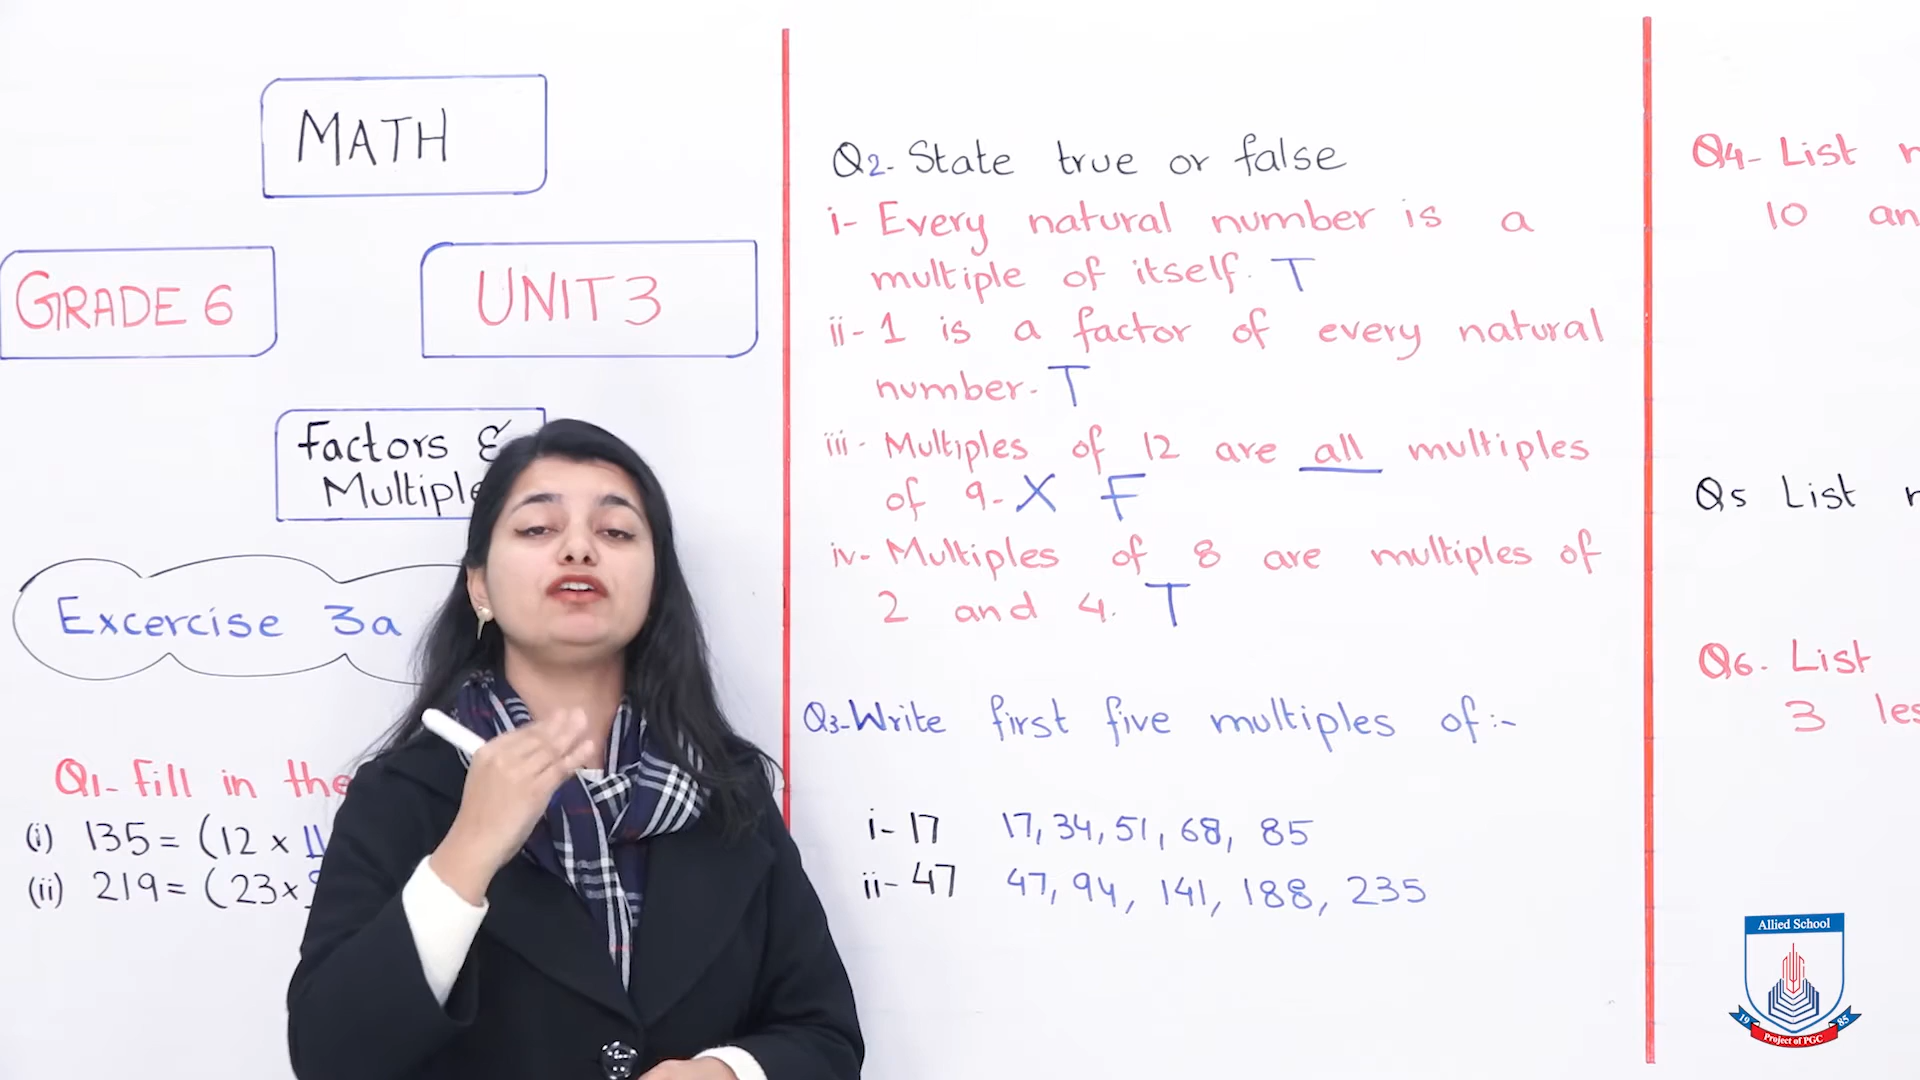 MATH
GRADE 6
UNIT 3
Factors &
Multiple
Excercise 3a
Q1- Fill in the
(i) 135 = (12 × 11
(ii) 219 = (23×
Q2- State true or false
i- Every natural number is a
multiple of itself. T
ii- 1 is a factor of every natural
number- T
iii- Multiples of 12 are all multiples
of 9- X F
iv- Multiples of 8 are multiples of
2 and 4. T
Q3-Write first five multiples of:-
i- 17 17, 34, 51, 68, 85
ii- 47 47, 94, 141, 188, 235
Q4- List
10
Q5 List
Q6- List
3
Allied School
19 85
Project of PGC